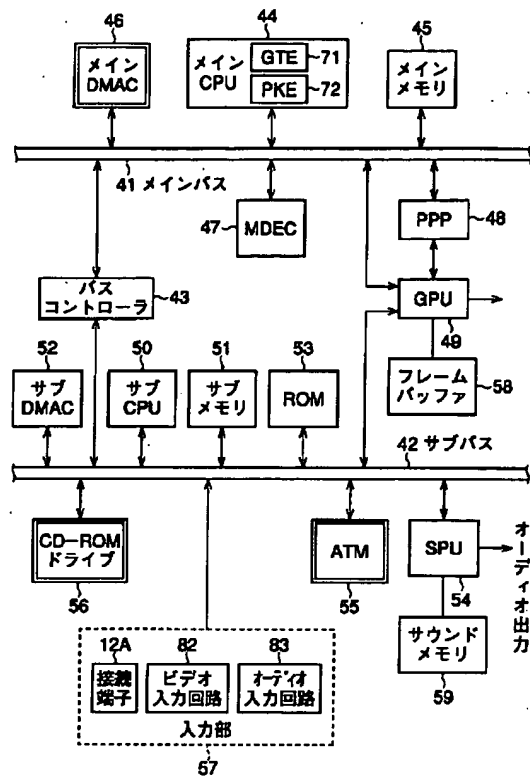 46
メイン
DMAC
44
メイン
CPU
GTE
71
PKE
72
45
メイン
メモリ
41 メインバス
47
MDEC
PPP
48
バス
コントローラ
43
GPU
49
52
サブ
DMAC
50
サブ
CPU
51
サブ
メモリ
53
ROM
フレーム
バッファ
58
42 サブバス
CD-ROM
ドライブ
56
ATM
55
SPU
54
オーディオ出力
サウンド
メモリ
59
12A
接続
端子
82
ビデオ
入力回路
83
オーディオ
入力回路
入力部
57